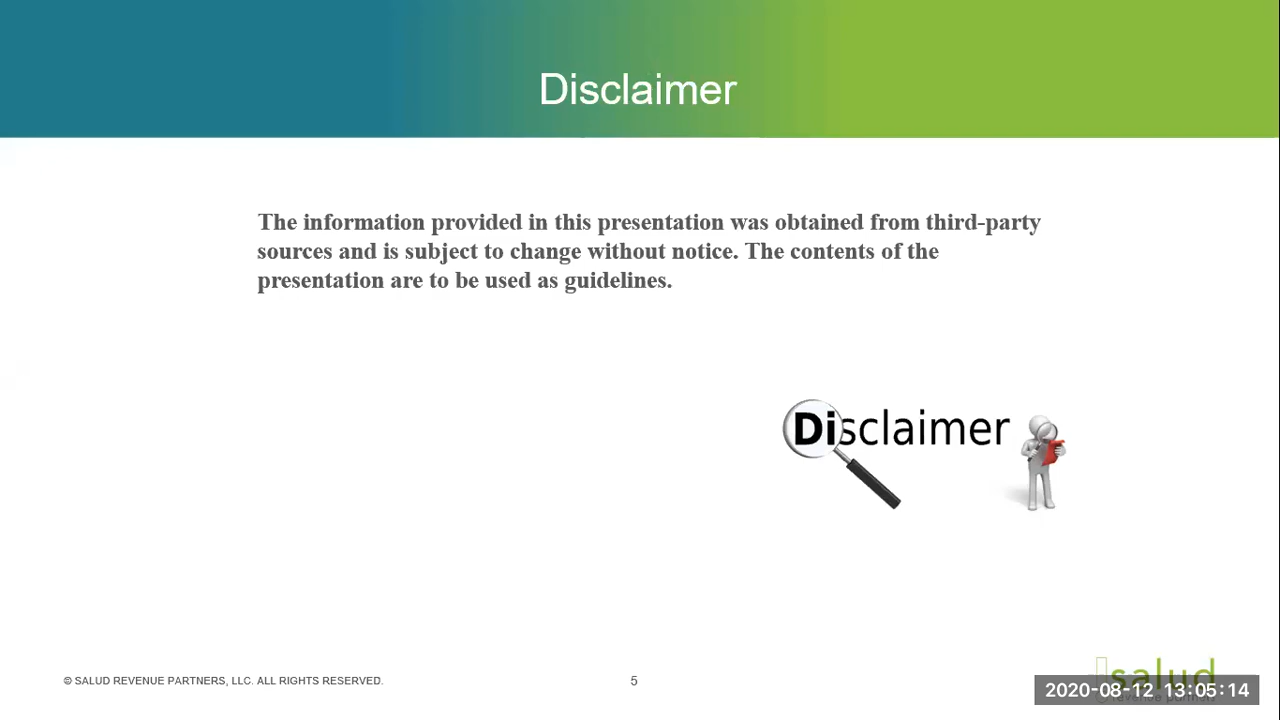 Disclaimer
The information provided in this presentation was obtained from third-party
sources and is subject to change without notice. The contents of the
presentation are to be used as guidelines.
Disclaimer
© SALUD REVENUE PARTNERS, LLC. ALL RIGHTS RESERVED.
5
salud
2020-08-12 13:05:14